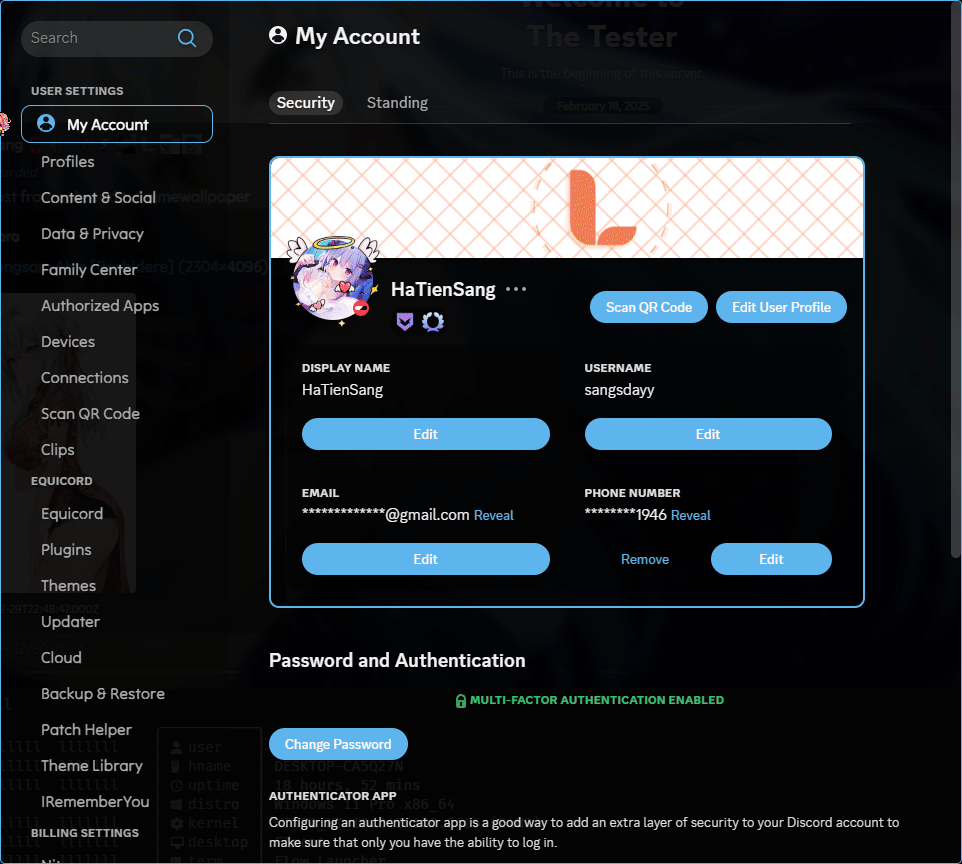 Search
USER SETTINGS
My Account
Profiles
Content & Social
Data & Privacy
Family Center
Authorized Apps
Devices
Connections
Scan QR Code
Clips
EQUICORD
Equicord
Plugins
Themes
Updater
Cloud
Backup & Restore
Patch Helper
Theme Library
IRememberYou
BILLING SETTINGS
Welcome to
The Tester
This is the beginning of this server.
February 18, 2025
My Account
Security
Standing
HaTienSang
Scan QR Code
Edit User Profile
DISPLAY NAME
HaTienSang
Edit
USERNAME
sangsdayy
Edit
EMAIL
*************@gmail.com Reveal
Edit
PHONE NUMBER
********1946 Reveal
Remove
Edit
Password and Authentication
MULTI-FACTOR AUTHENTICATION ENABLED
Change Password
AUTHENTICATOR APP
Configuring an authenticator app is a good way to add an extra layer of security to your Discord account to
make sure that only you have the ability to log in.
user
hname
DESKTOP-CA5Q27N
uptime
18 hours, 52 mins
distro
Windows 11 Pro x86_64
kernel
desktop
term
Flow Launcher